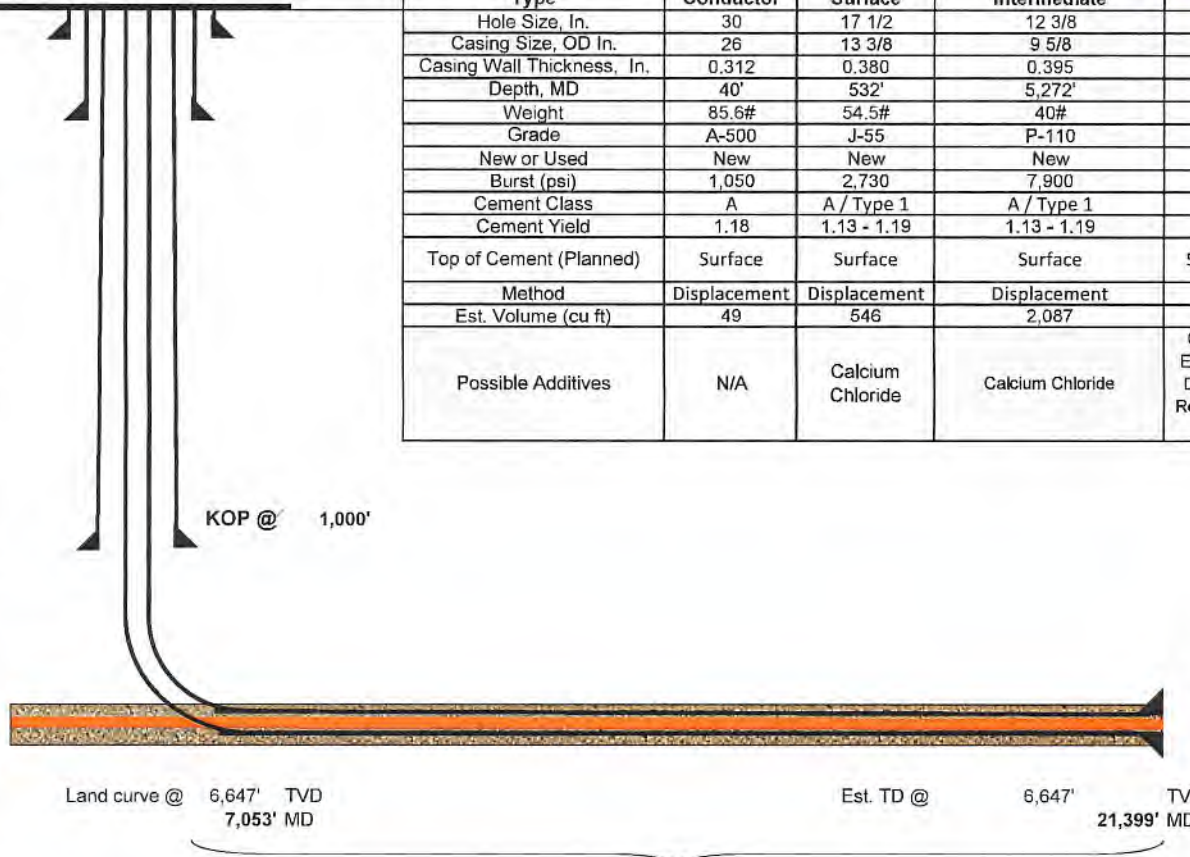 Type Conductor Surface Intermediate
Hole Size, In. 30 17 1/2 12 3/8
Casing Size, OD In. 26 13 3/8 9 5/8
Casing Wall Thickness, In. 0.312 0.380 0.395
Depth, MD 40' 532' 5,272'
Weight 85.6# 54.5# 40#
Grade A-500 J-55 P-110
New or Used New New New
Burst (psi) 1,050 2,730 7,900
Cement Class A A / Type 1 A / Type 1
Cement Yield 1.18 1.13 - 1.19 1.13 - 1.19
Top of Cement (Planned) Surface Surface Surface
Method Displacement Displacement Displacement
Est. Volume (cu ft) 49 546 2,087
Possible Additives N/A Calcium
Chloride Calcium Chloride
KOP @ 1,000'
Land curve @ 6,647' TVD
7,053' MD
Est. TD @ 6,647'
21,399' MD